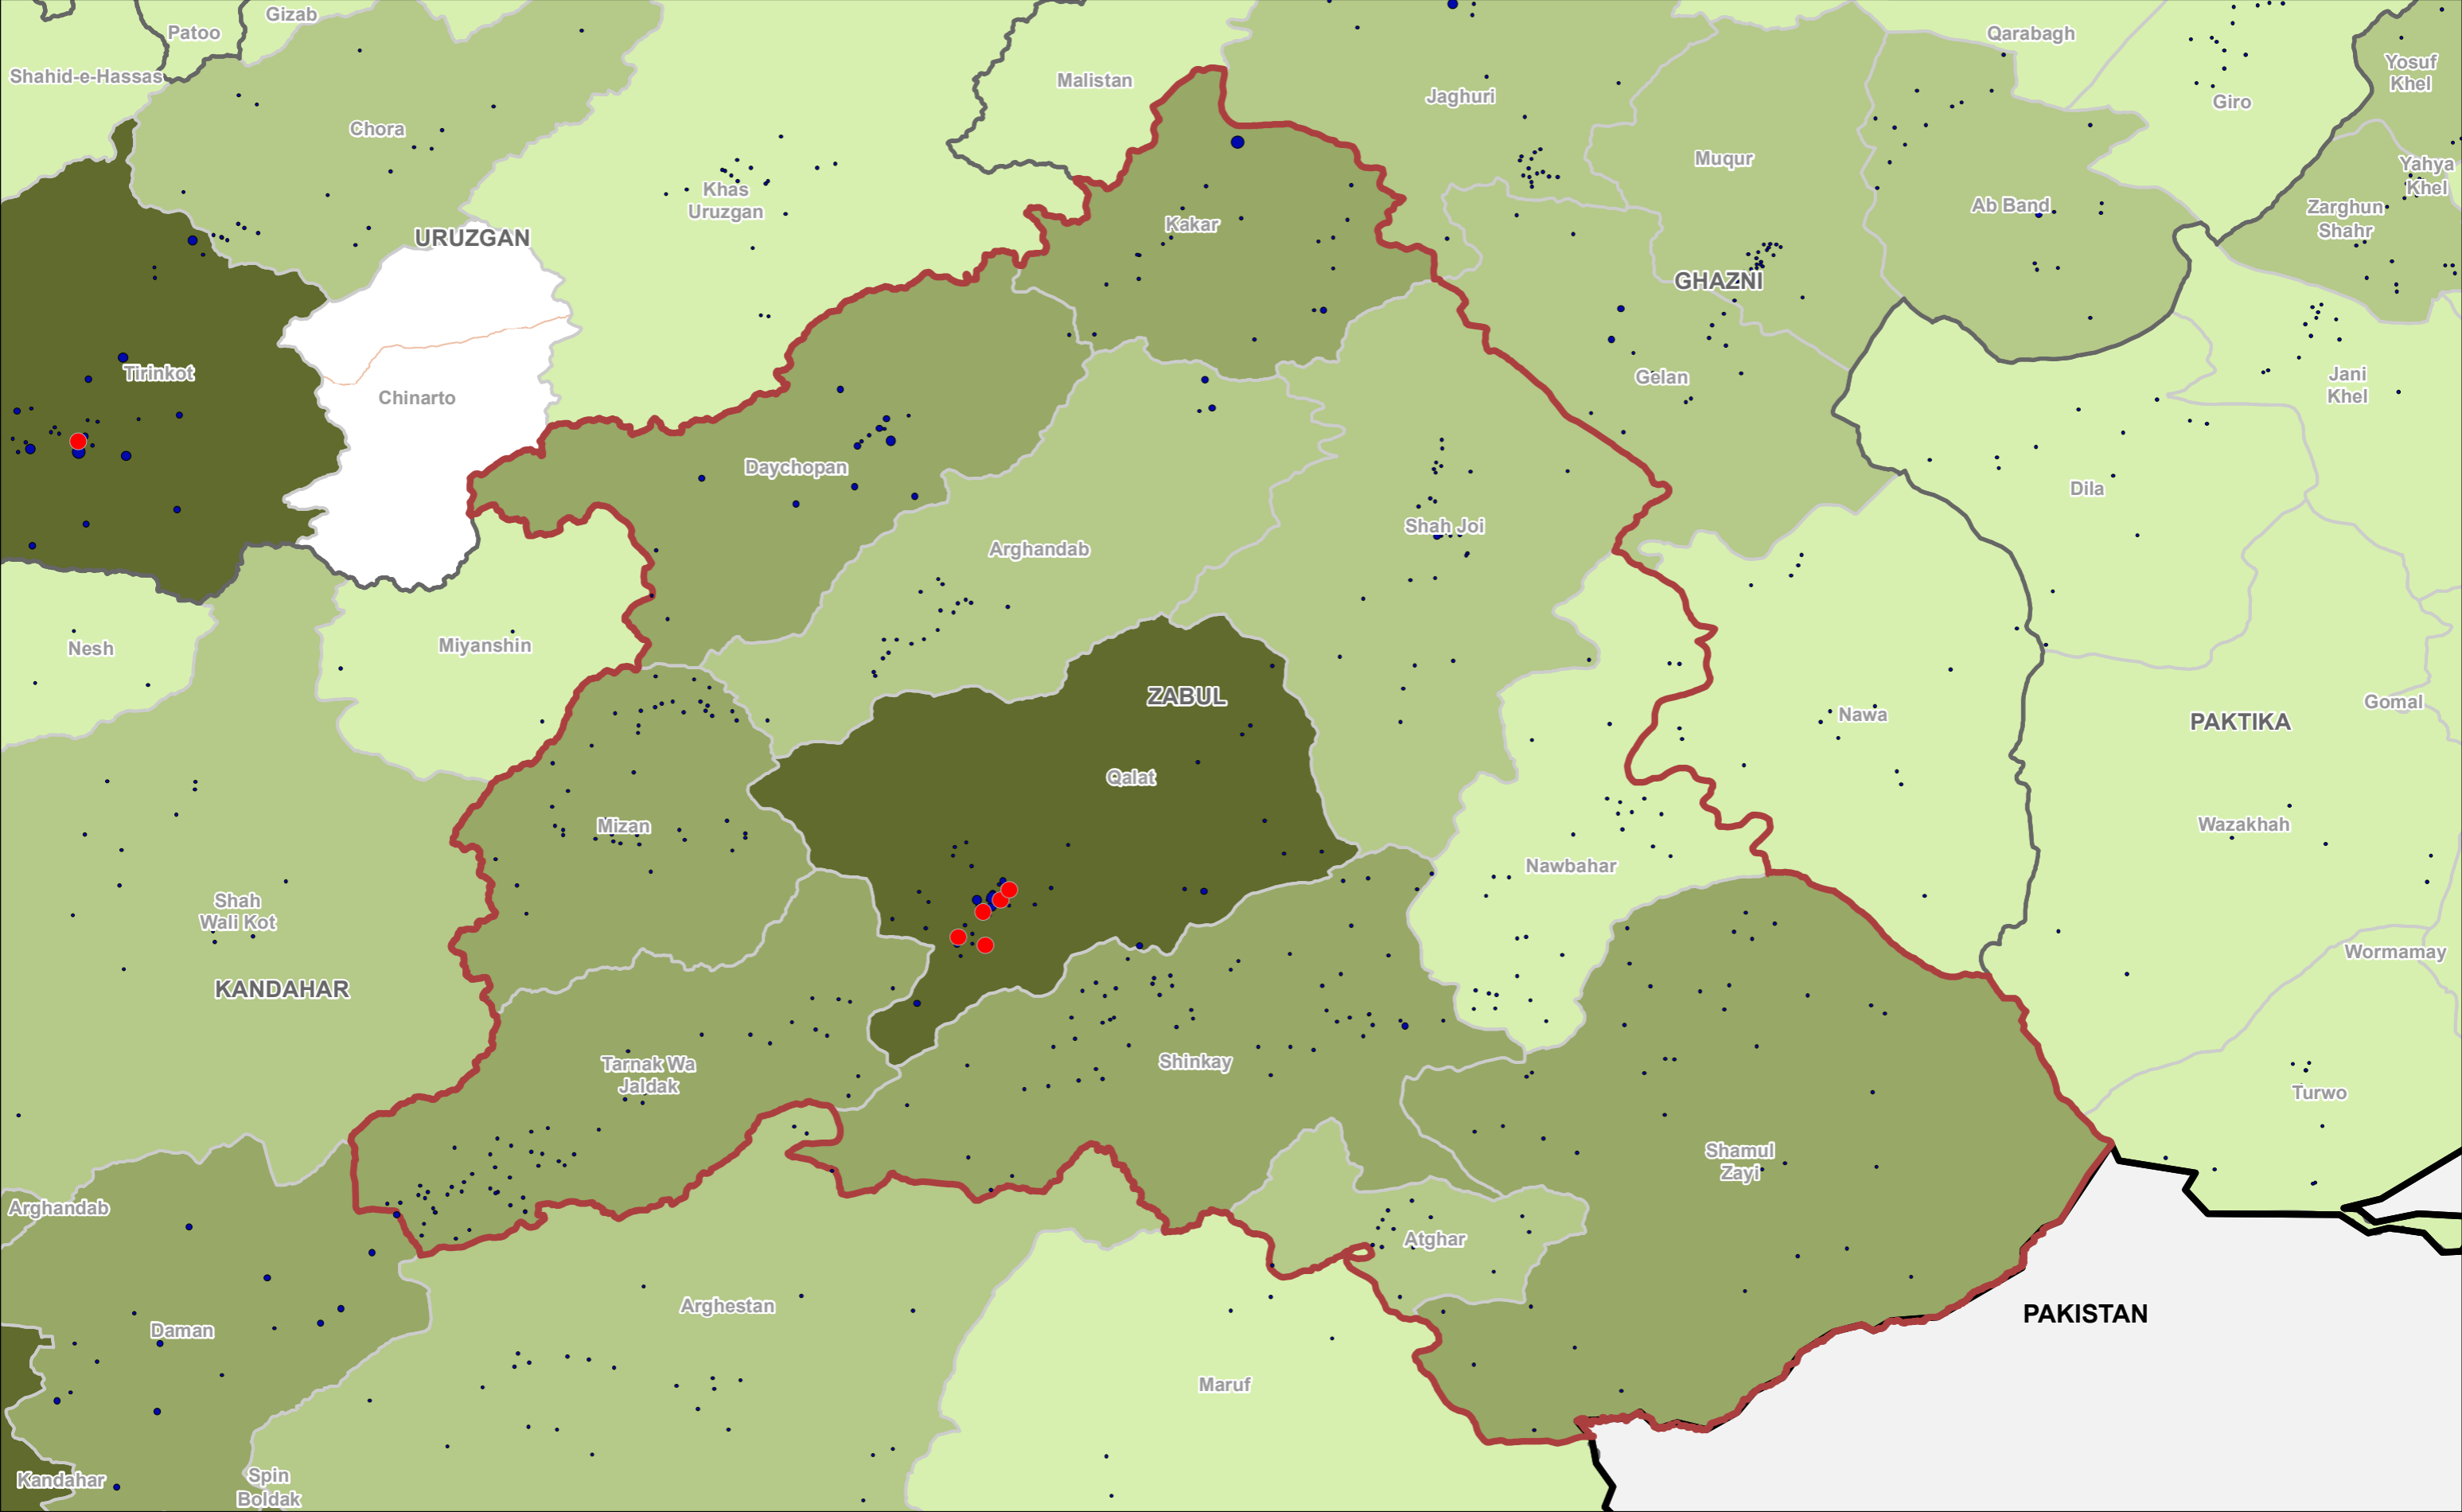 Gizab
Patoo
Qarabagh
Yosuf
Khel
Shahid-e-Hassas
Malistan
Jaghuri
Giro
Chora
Muqur
Yahya
Khel
Khas
Uruzgan
Kakar
Ab Band
Zarghun
Shahr
URUZGAN
GHAZNI
Tirinkot
Gelan
Jani
Khel
Chinarto
Daychopan
Dila
Shah Joi
Arghandab
Nesh
Miyanshin
ZABUL
Gomal
Nawa
PAKTIKA
Qalat
Mizan
Wazakhah
Nawbahar
Shah
Wali Kot
Wormamay
KANDAHAR
Tarnak Wa
Jaldak
Shinkay
Turwo
Shamul
Zayi
Arghandab
Atghar
Arghestan
PAKISTAN
Daman
Maruf
Kandahar
Spin
Boldak